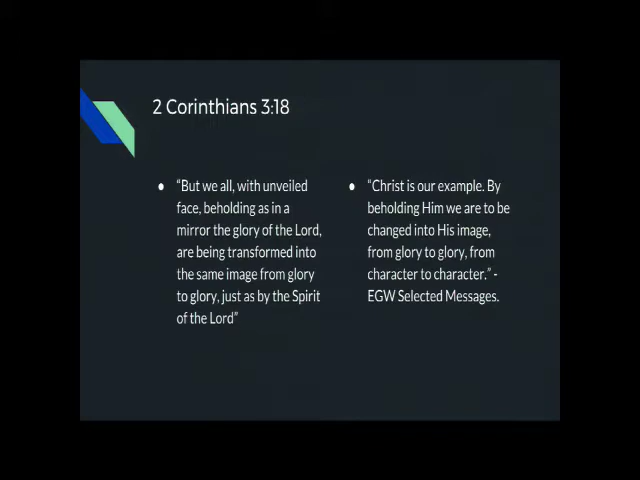 2 Corinthians 3:18
● “But we all, with unveiled
face, beholding as in a
mirror the glory of the Lord,
are being transformed into
the same image from glory
to glory, just as by the Spirit
of the Lord”
● “Christ is our example. By
beholding Him we are to be
changed into His image,
from glory to glory, from
character to character.” -
EGW Selected Messages.